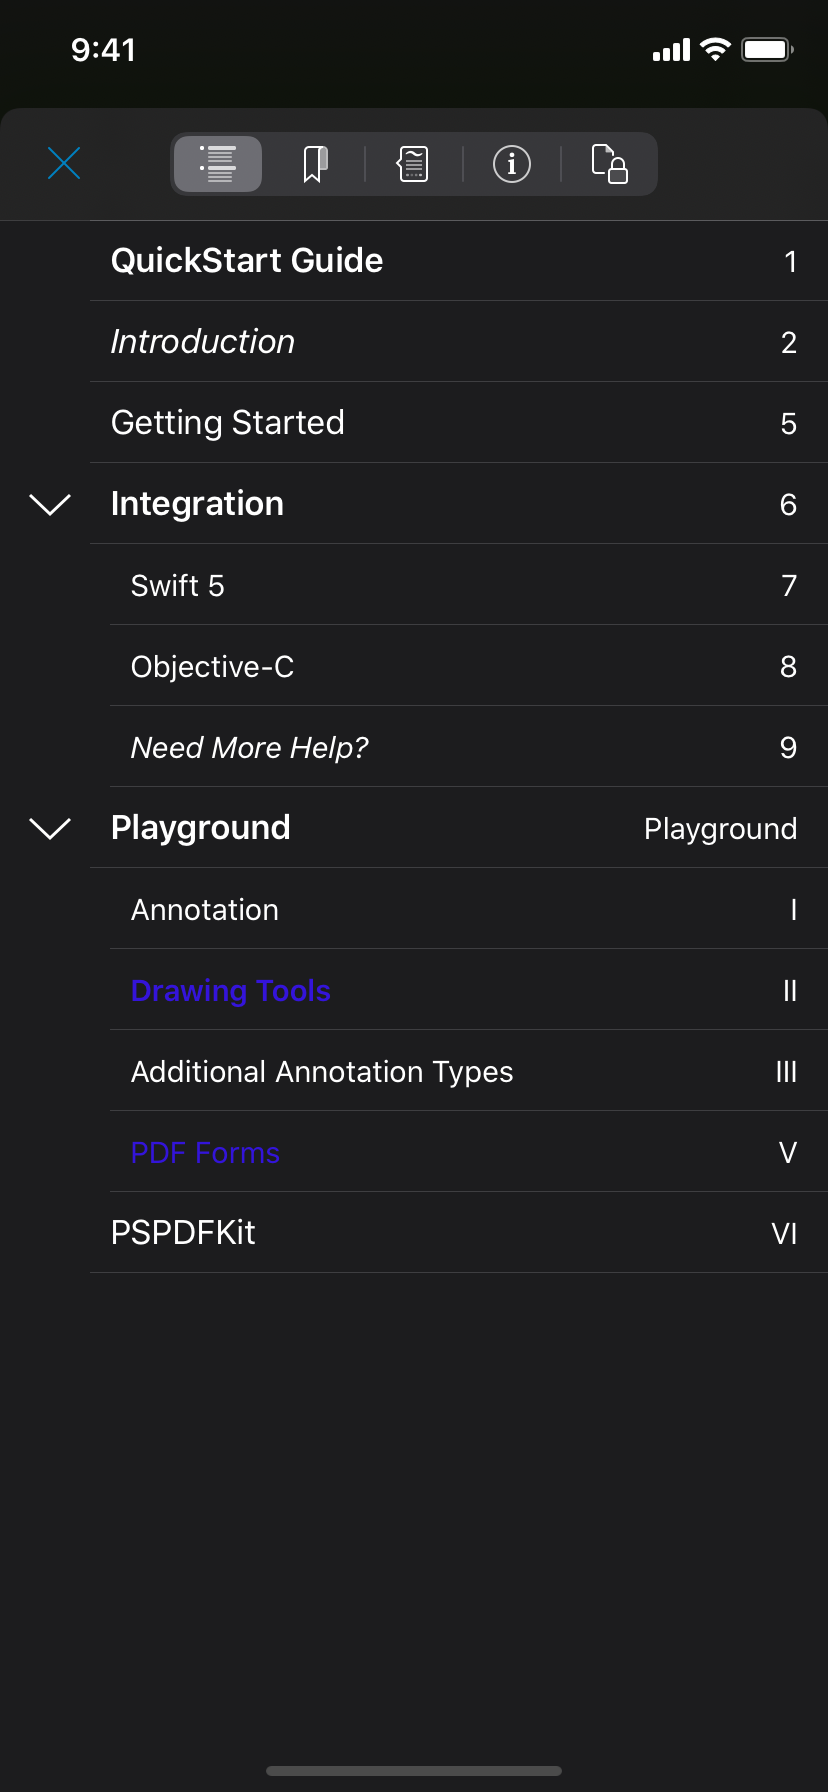 9:41
QuickStart Guide 1
Introduction 2
Getting Started 5
Integration 6
Swift 5 7
Objective-C 8
Need More Help? 9
Playground Playground
Annotation I
Drawing Tools II
Additional Annotation Types III
PDF Forms V
PSPDFKit VI